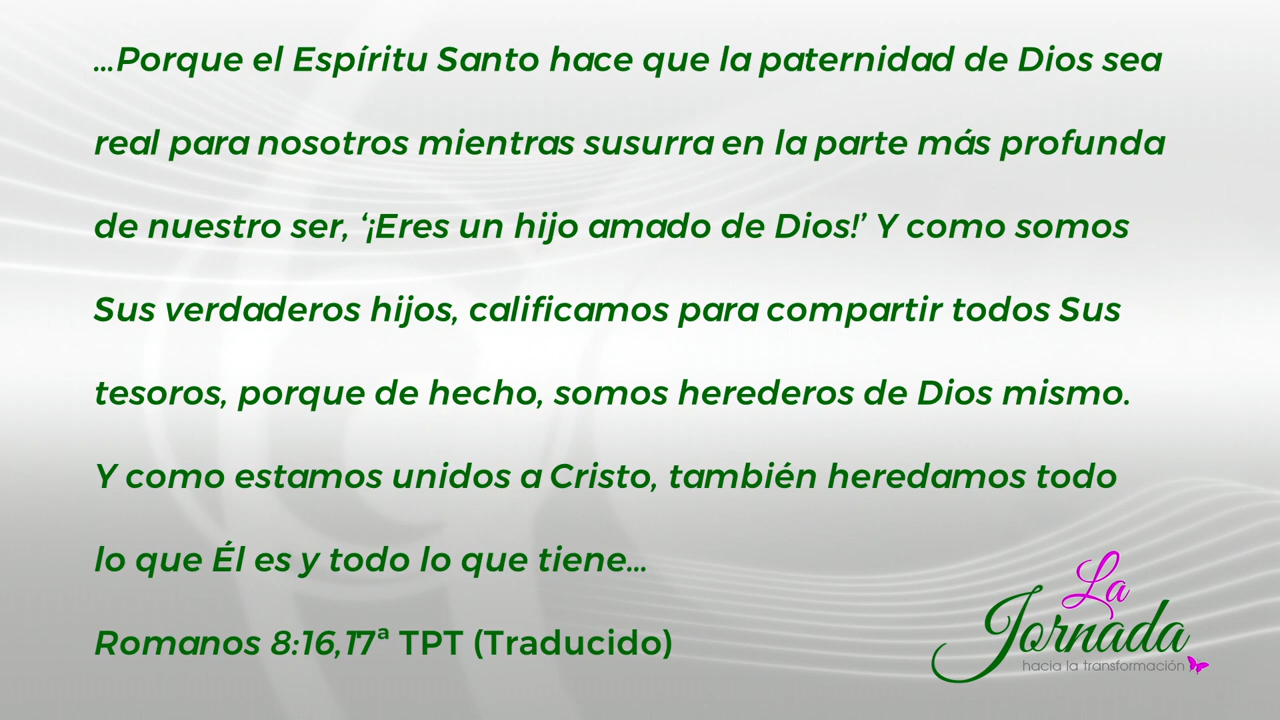 ...Porque el Espíritu Santo hace que la paternidad de Dios sea
real para nosotros mientras susurra en la parte más profunda
de nuestro ser, ‘¡Eres un hijo amado de Dios!’ Y como somos
Sus verdaderos hijos, calificamos para compartir todos Sus
tesoros, porque de hecho, somos herederos de Dios mismo.
Y como estamos unidos a Cristo, también heredamos todo
lo que Él es y todo lo que tiene...
Romanos 8:16,17ª TPT (Traducido)
La
Jornada
hacia la transformación